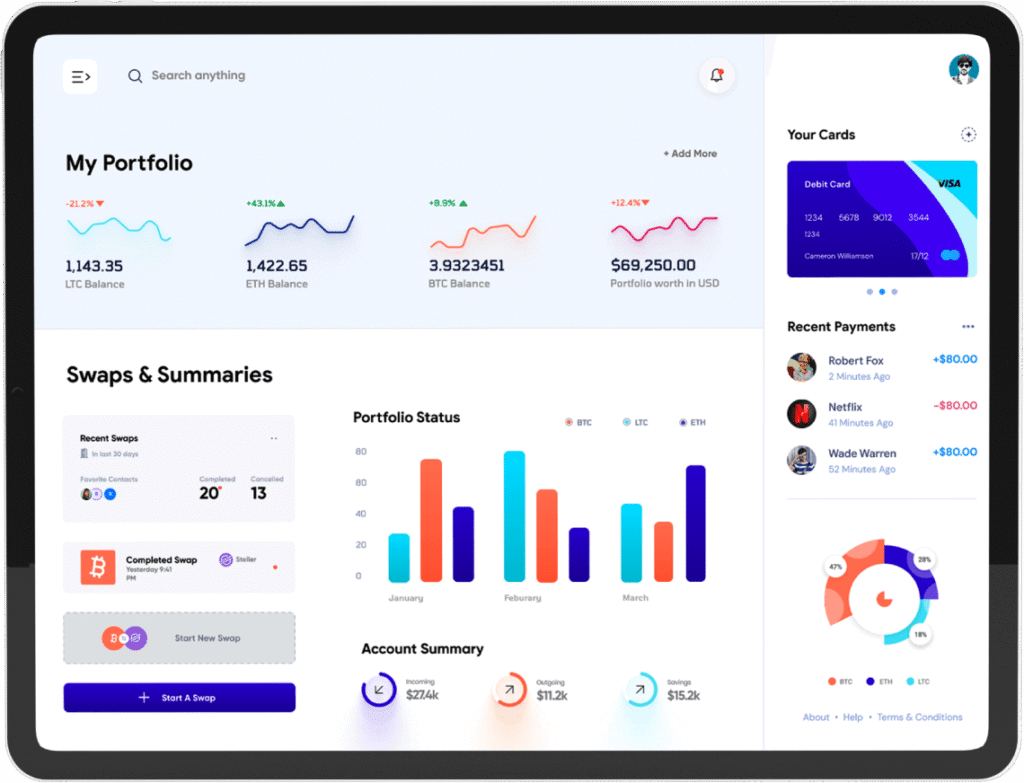 Search anything
My Portfolio
+ Add More
-21.2%
+43.1%
+8.9%
+12.4%
1,143.35
1,422.65
3.9323451
$69,250.00
LTC Balance
ETH Balance
BTC Balance
Portfolio worth in USD
Swaps & Summaries
Recent Swaps
In last 30 days
Favorite Contacts
Completed
Cancelled
20
13
Completed Swap
Yesterday 9:41
PM
Steller
Start New Swap
+ Start A Swap
Portfolio Status
BTC
LTC
ETH
80
80
40
20
0
January
Feburary
March
Account Summary
Incoming
$27.4k
Outgoing
$11.2k
Savings
$15.2k
Your Cards
Debit Card
VISA
1234 5678 9012 3544
1234
Cameron Williamson
17/12
Recent Payments
Robert Fox
+$80.00
2 Minutes Ago
Netflix
-$80.00
41 Minutes Ago
Wade Warren
+$80.00
52 Minutes Ago
47%
28%
18%
BTC
ETH
LTC
About • Help • Terms & Conditions